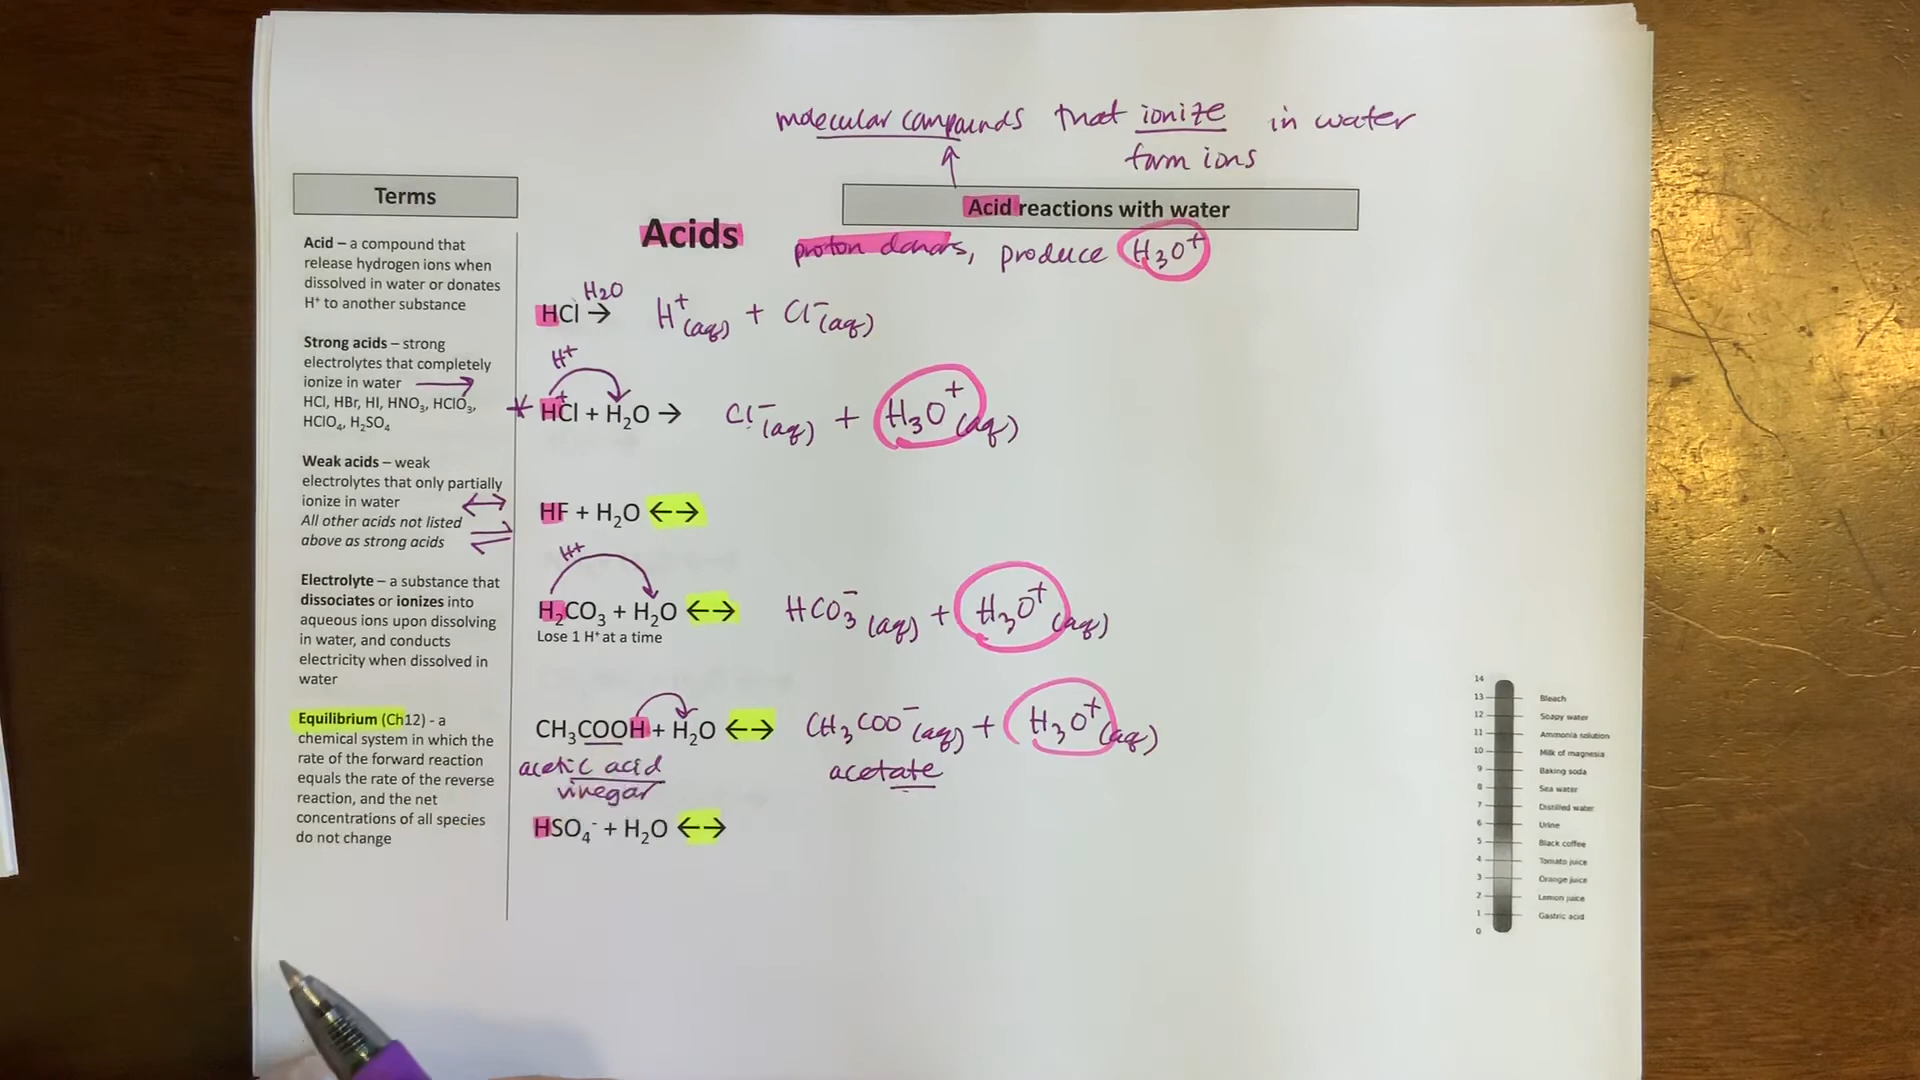 molecular compounds that ionize in water
form ions
Terms
Acid reactions with water
Acids
proton donors, produce H₃O⁺
Acid – a compound that
release hydrogen ions when
dissolved in water or donates
H⁺ to another substance
Strong acids – strong
electrolytes that completely
ionize in water →
HCl, HBr, HI, HNO₃, HClO₃,
HClO₄, H₂SO₄
Weak acids – weak
electrolytes that only partially
ionize in water ↔
All other acids not listed ⇌
above as strong acids
Electrolyte – a substance that
dissociates or ionizes into
aqueous ions upon dissolving
in water, and conducts
electricity when dissolved in
water
Equilibrium (Ch12) - a
chemical system in which the
rate of the forward reaction
equals the rate of the reverse
reaction, and the net
concentrations of all species
do not change
H₂O
HCl → H⁺(aq) + Cl⁻(aq)
H⁺
* HCl + H₂O → Cl⁻(aq) + H₃O⁺(aq)
HF + H₂O ↔
H⁺
H₂CO₃ + H₂O ↔ HCO₃⁻(aq) + H₃O⁺(aq)
Lose 1 H⁺ at a time
CH₃COOH + H₂O ↔ CH₃COO⁻(aq) + H₃O⁺(aq)
acetic acid acetate
vinegar
HSO₄⁻ + H₂O ↔
14
13 Bleach
12 Soapy water
11 Ammonia solution
10 Milk of magnesia
9 Baking soda
8 Sea water
7 Distilled water
6 Urine
5 Black coffee
4 Tomato juice
3 Orange juice
2 Lemon juice
1 Gastric acid
0